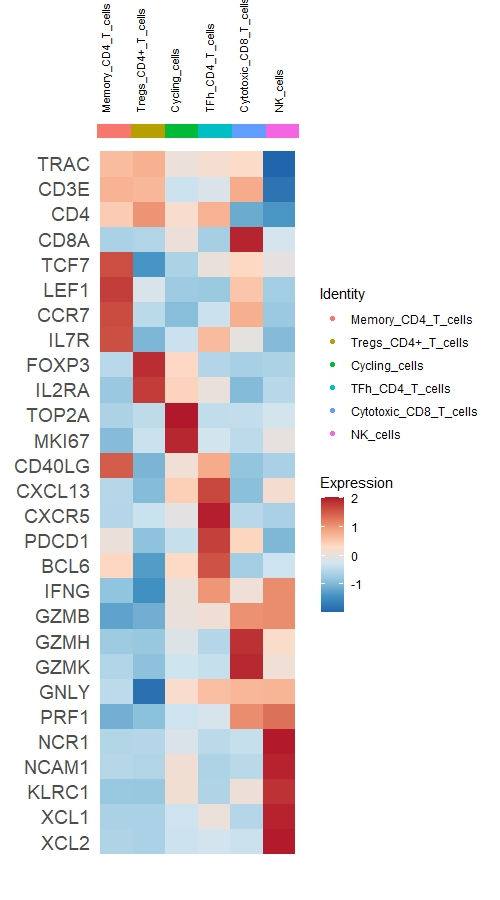 Memory_CD4_T_cells
Tregs_CD4+_T_cells
Cycling_cells
TFh_CD4_T_cells
Cytotoxic_CD8_T_cells
NK_cells
TRAC
CD3E
CD4
CD8A
TCF7
LEF1
CCR7
IL7R
FOXP3
IL2RA
TOP2A
MKI67
CD40LG
CXCL13
CXCR5
PDCD1
BCL6
IFNG
GZMB
GZMH
GZMK
GNLY
PRF1
NCR1
NCAM1
KLRC1
XCL1
XCL2
Identity
Memory_CD4_T_cells
Tregs_CD4+_T_cells
Cycling_cells
TFh_CD4_T_cells
Cytotoxic_CD8_T_cells
NK_cells
Expression
2
1
0
-1